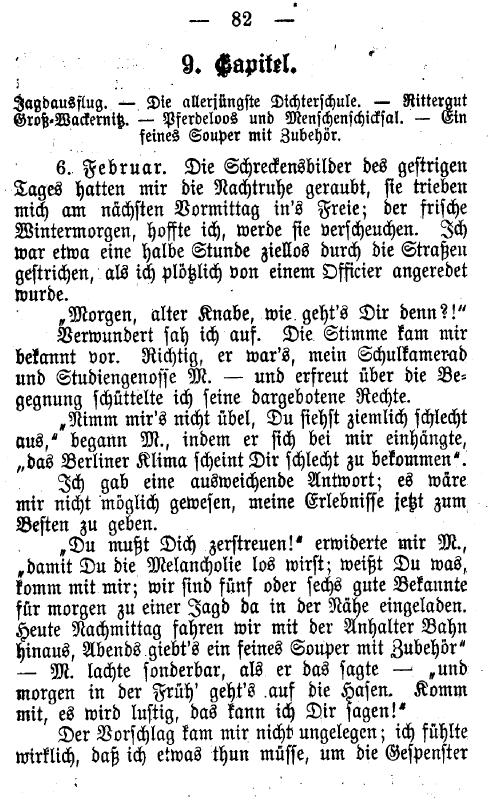 — 82 —
9. Capitel.
Jagdausflug. — Die allerjüngste Dichterschule. — Rittergut
Groß-Wackernitz. — Pferdeloos und Menschenschicksal. — Ein
feines Souper mit Zubehör.
6. Februar. Die Schreckensbilder des gestrigen
Tages hatten mir die Nachtruhe geraubt, sie trieben
mich am nächsten Vormittag in's Freie; der frische
Wintermorgen, hoffte ich, werde sie verscheuchen. Ich
war etwa eine halbe Stunde ziellos durch die Straßen
gestrichen, als ich plötzlich von einem Officier angeredet
wurde.
„Morgen, alter Knabe, wie geht's Dir denn?!“
Verwundert sah ich auf. Die Stimme kam mir
bekannt vor. Richtig, er war's, mein Schulkamerad
und Studiengenosse M. — und erfreut über die Be-
gegnung schüttelte ich seine dargebotene Rechte.
„Nimm mir's nicht übel, Du siehst ziemlich schlecht
aus,“ begann M., indem er sich bei mir einhängte,
„das Berliner Klima scheint Dir schlecht zu bekommen“.
Ich gab eine ausweichende Antwort; es wäre
mir nicht möglich gewesen, meine Erlebnisse jetzt zum
Besten zu geben.
„Du mußt Dich zerstreuen!“ erwiderte mir M.,
„damit Du die Melancholie los wirst; weißt Du was,
komm mit mir; wir sind fünf oder sechs gute Bekannte
für morgen zu einer Jagd da in der Nähe eingeladen.
Heute Nachmittag fahren wir mit der Anhalter Bahn
hinaus, Abends giebt's ein feines Souper mit Zubehör“
— M. lachte sonderbar, als er das sagte — „und
morgen in der Früh' geht's auf die Hasen. Komm
mit, es wird lustig, das kann ich Dir sagen!“
Der Vorschlag kam mir nicht ungelegen; ich fühlte
wirklich, daß ich etwas thun müsse, um die Gespenster